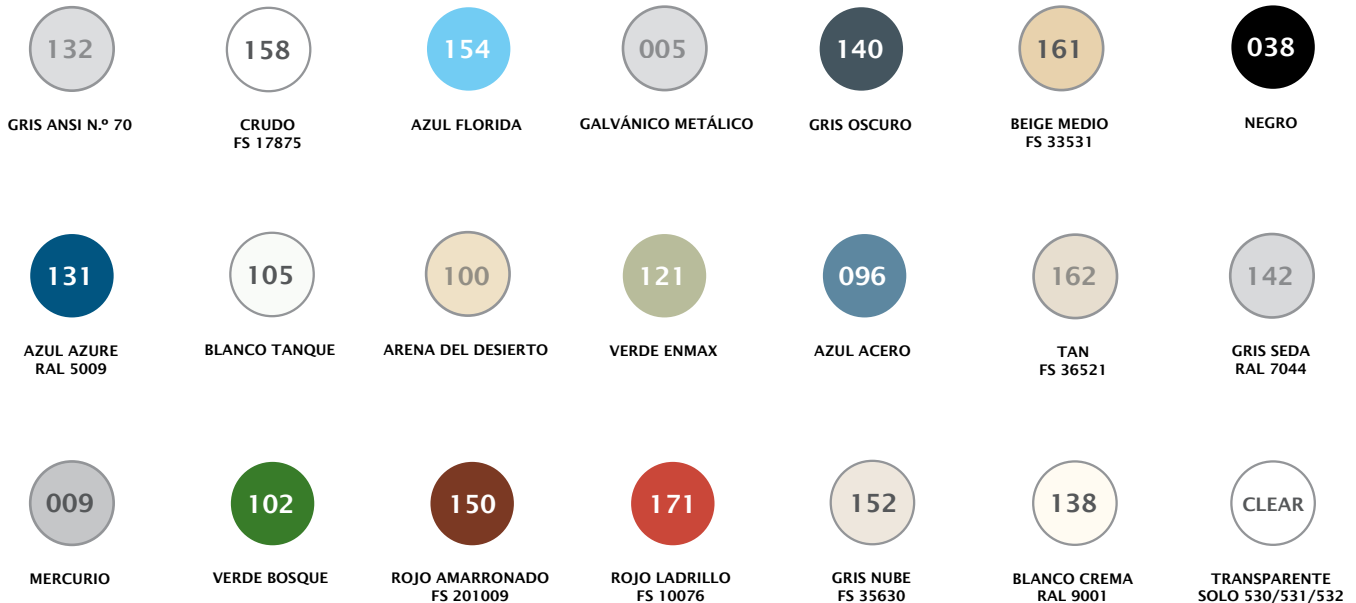 132
158
154
005
140
161
038
GRIS ANSI N.º 70
CRUDO
FS 17875
AZUL FLORIDA
GALVÁNICO METÁLICO
GRIS OSCURO
BEIGE MEDIO
FS 33531
NEGRO
131
105
100
121
096
162
142
AZUL AZURE
RAL 5009
BLANCO TANQUE
ARENA DEL DESIERTO
VERDE ENMAX
AZUL ACERO
TAN
FS 36521
GRIS SEDA
RAL 7044
009
102
150
171
152
138
CLEAR
MERCURIO
VERDE BOSQUE
ROJO AMARRONADO
FS 201009
ROJO LADRILLO
FS 10076
GRIS NUBE
FS 35630
BLANCO CREMA
RAL 9001
TRANSPARENTE
SOLO 530/531/532